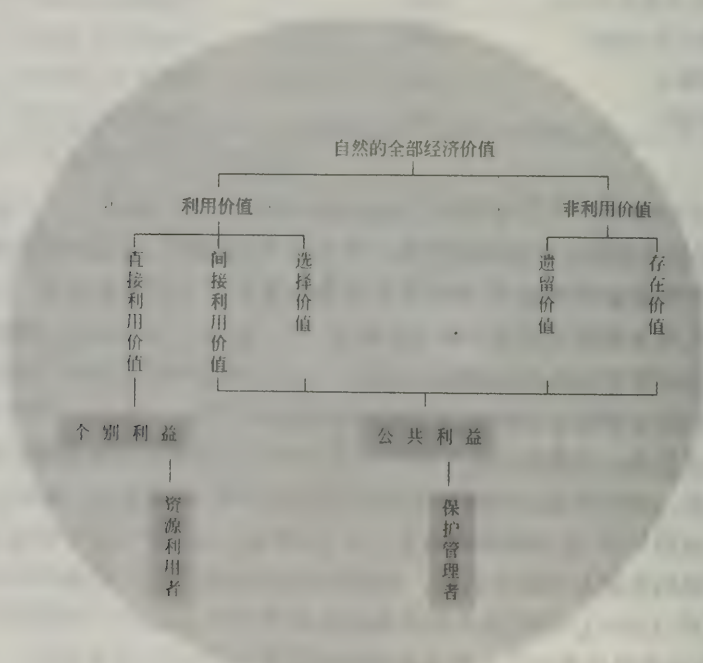 自然的全部经济价值
利用价值
非利用价值
直接利用价值
间接利用价值
选择价值
遗留价值
存在价值
个别利益
公共利益
资源利用者
保护管理者